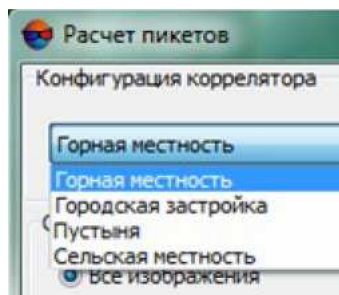 Расчет пикетов
Конфигурация коррелятора
Горная местность
Горная местность
Городская застройка
Пустыня
Сельская местность
Все изображения